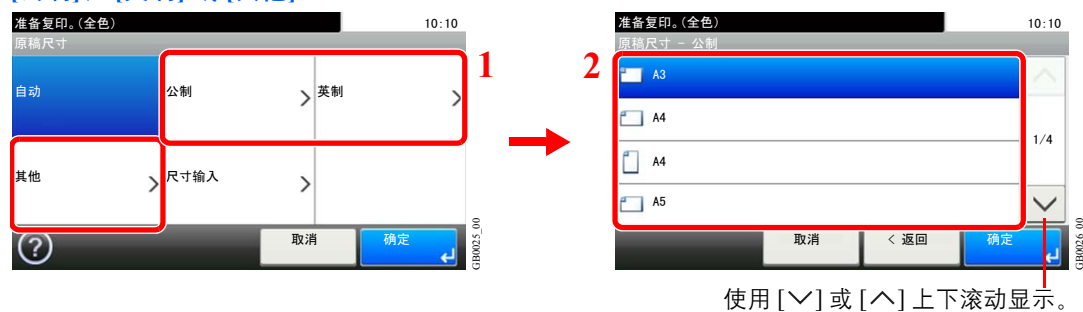 准备复印。(全色) 10:10
原稿尺寸
自动
公制 >
英制 >
1
其他 >
尺寸输入 >
取消
确定
GB0025_00
2
准备复印。(全色) 10:10
原稿尺寸 - 公制
A3
A4
1/4
A4
A5
取消
< 返回
确定
GB0026_00
使用 [∨] 或 [∧] 上下滚动显示。